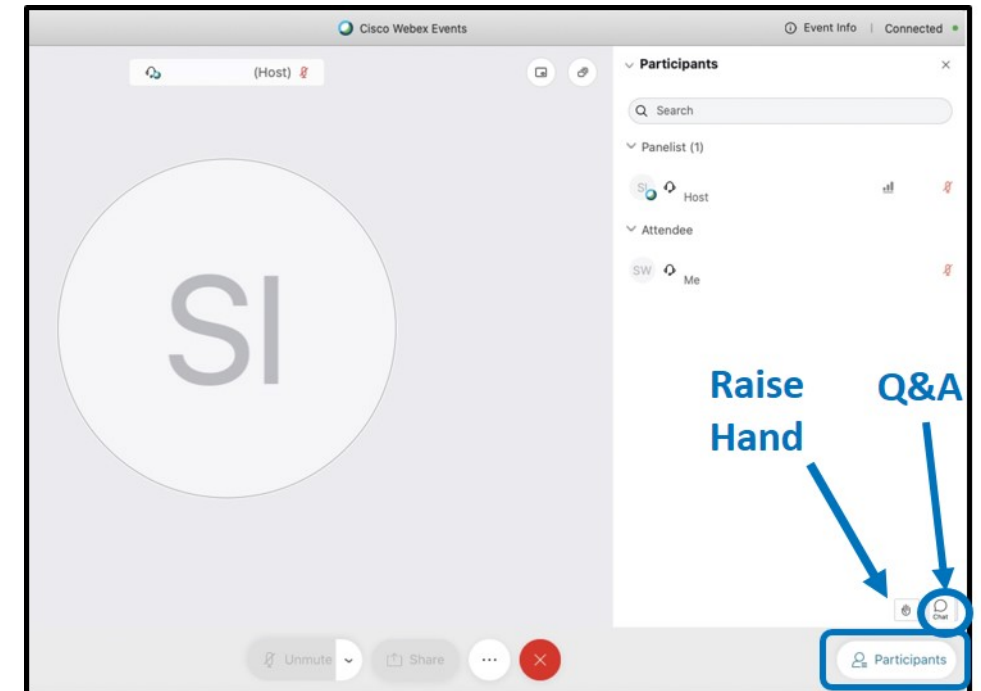 Cisco Webex Events
Event Info | Connected
(Host)
Participants
Search
Panelist (1)
SI
Host
Attendee
SW
Me
SI
Raise
Hand
Q&A
Chat
Unmute
Share
Participants